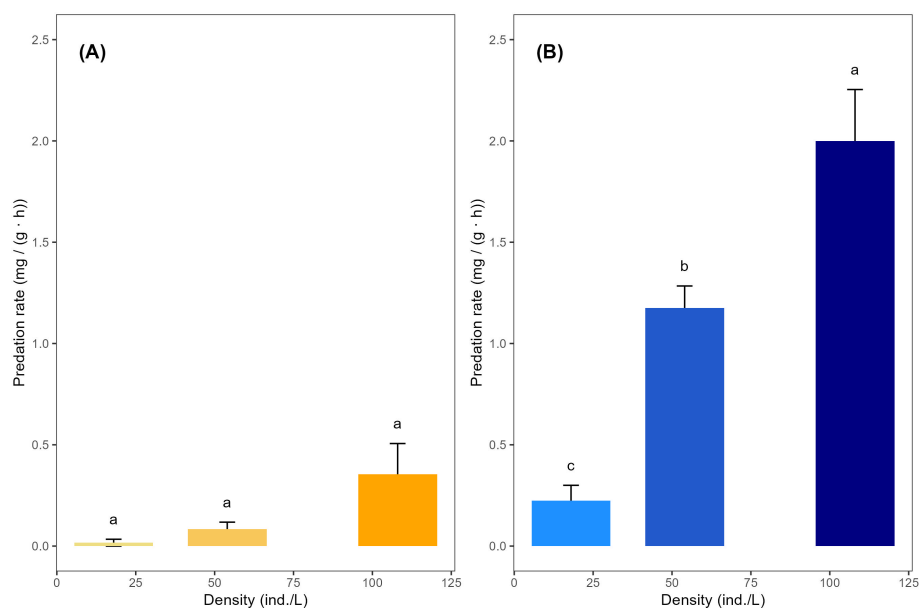 (A)
2.5
2.0
1.5
1.0
0.5
0.0
Predation rate (mg / (g · h))
a
a
a
0
25
50
75
100
125
Density (ind./L)
(B)
2.5
2.0
1.5
1.0
0.5
0.0
Predation rate (mg / (g · h))
c
b
a
0
25
50
75
100
125
Density (ind./L)